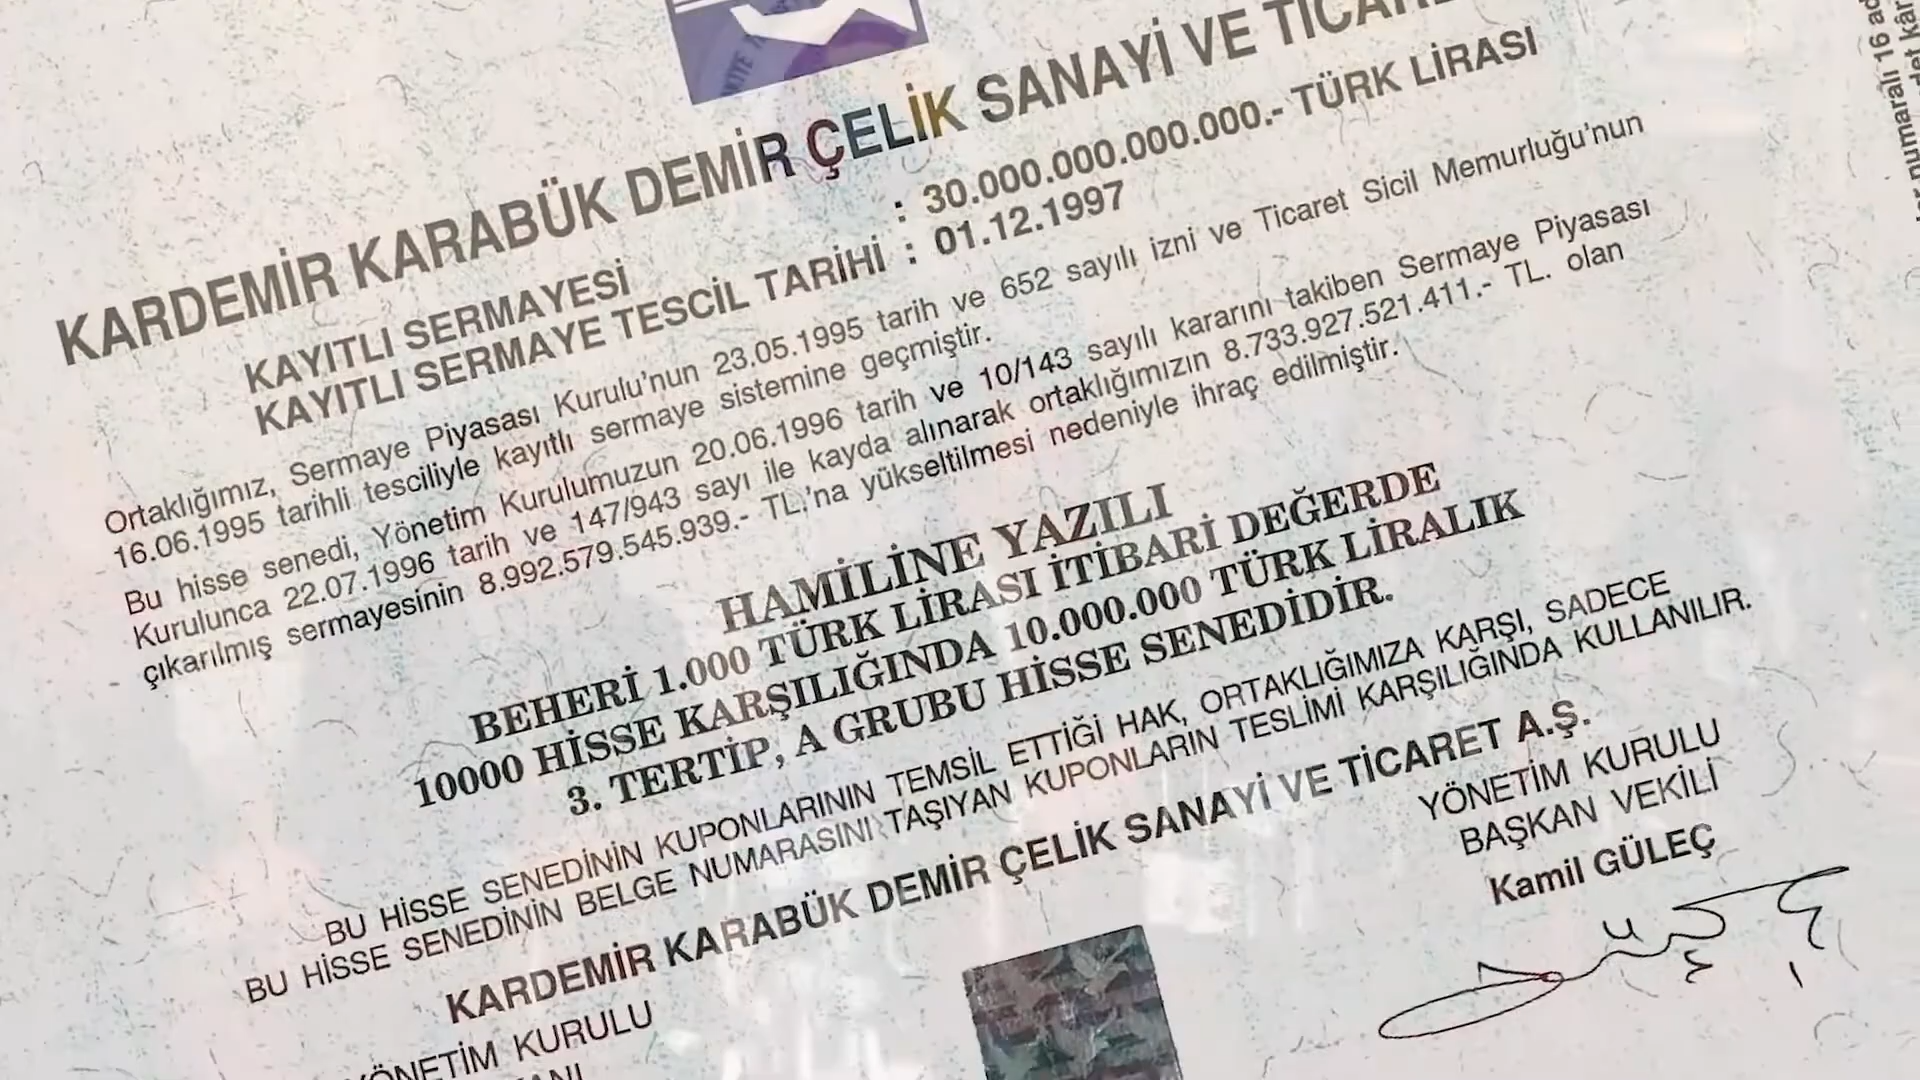 KARDEMİR KARABÜK DEMİR ÇELİK SANAYİ VE
KAYITLI SERMAYESİ : 30.000.000.000.000.- TÜRK LİRASI
KAYITLI SERMAYE TESCİL TARİHİ : 01.12.1997
Ortaklığımız, Sermaye Piyasası Kurulu'nun 23.05.1995 tarih ve 652 sayılı izni ve Ticaret Sicil Memurluğu'nun
16.06.1995 tarihli tesciliyle kayıtlı sermaye sistemine geçmiştir.
Bu hisse senedi, Yönetim Kurulumuzun 20.06.1996 tarih ve 10/143 sayılı kararını takiben Sermaye Piyasası
Kurulunca 22.07.1996 tarih ve 147/943 sayı ile kayda alınarak ortaklığımızın 8.733.927.521.411.- TL. olan
çıkarılmış sermayesinin 8.992.579.545.939.- TL.'na yükseltilmesi nedeniyle ihraç edilmiştir.
HAMİLİNE YAZILI
BEHERİ 1.000 TÜRK LİRASI İTİBARİ DEĞERDE
10000 HİSSE KARŞILIĞINDA 10.000.000 TÜRK LİRALIK
3. TERTİP, A GRUBU HİSSE SENEDİDİR.
BU HİSSE SENEDİNİN KUPONLARININ TEMSİL ETTİĞİ HAK, ORTAKLIĞIMIZA KARŞI, SADECE
BU HİSSE SENEDİNİN BELGE NUMARASINI TAŞIYAN KUPONLARIN TESLİMİ KARŞILIĞINDA KULLANILIR.
KARDEMİR KARABÜK DEMİR ÇELİK SANAYİ VE TİCARET A.Ş.
YÖNETİM KURULU
BAŞKAN VEKİLİ
Kamil GÜLEÇ
YÖNETİM KURULU
numaralı 16